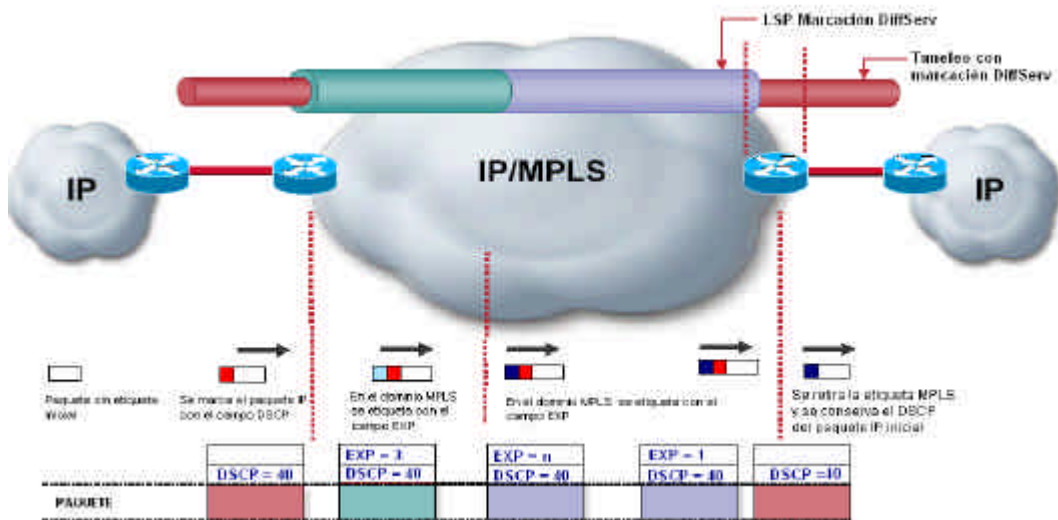 LSP Marcación DiffServ
Tuneleo con
marcación DiffServ
IP
IP/MPLS
IP
Paquete sin etiqueta
inicial
Se marca el paquete IP
con el campo DSCP
En el dominio MPLS
se etiqueta con el
campo EXP
En el dominio MPLS se etiqueta con el
campo EXP
Se retira la etiqueta MPLS
y se conserva el DSCP
del paquete IP inicial
EXP = 3
EXP = n
EXP = 1
DSCP = 40
DSCP = 40
DSCP = 40
DSCP = 40
DSCP =40
PAQUETE